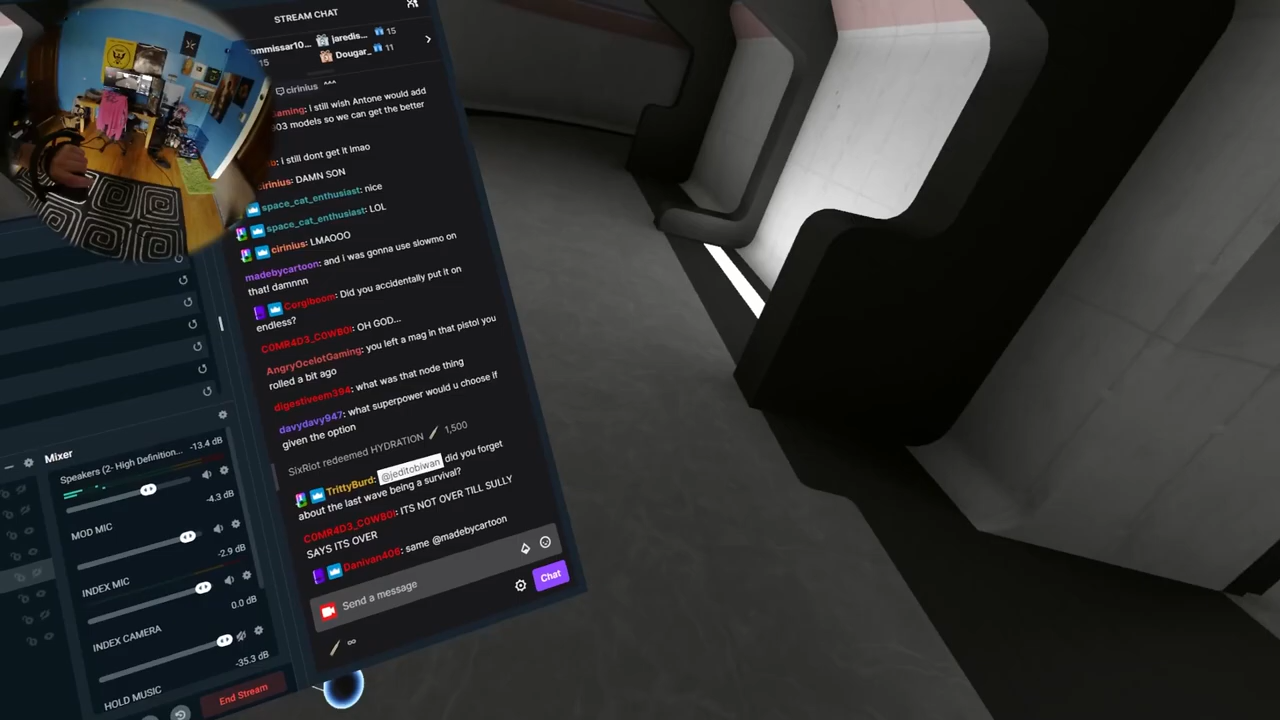 STREAM CHAT
ommissar10...
jaredis... 15
15
Dougar_ 11
cirinius ^^^
aming: i still wish Antone would add
03 models so we can get the better
i still dont get it lmao
cirinius: DAMN SON
space_cat_enthusiast: nice
space_cat_enthusiast: LOL
cirinius: LMAOOO
madebycartoon: and i was gonna use slowmo on
that! damnnn
Corgiboom: Did you accidentally put it on
endless?
C0MR4D3_C0WB0I: OH GOD...
AngryOcelotGaming: you left a mag in that pistol you
rolled a bit ago
digestiveem394: what was that node thing
davydavy947: what superpower would u choose if
given the option
SixRiot redeemed HYDRATION 1,500
TrittyBurd: @jeditobiwan did you forget
about the last wave being a survival?
C0MR4D3_C0WB0I: ITS NOT OVER TILL SULLY
SAYS ITS OVER
Danivan406: same @madebycartoon
Send a message
Chat
∞
Mixer
Speakers (2- High Definition... -13.4 dB
-4.3 dB
MOD MIC
-2.9 dB
INDEX MIC
0.0 dB
INDEX CAMERA
-35.3 dB
HOLD MUSIC
End Stream